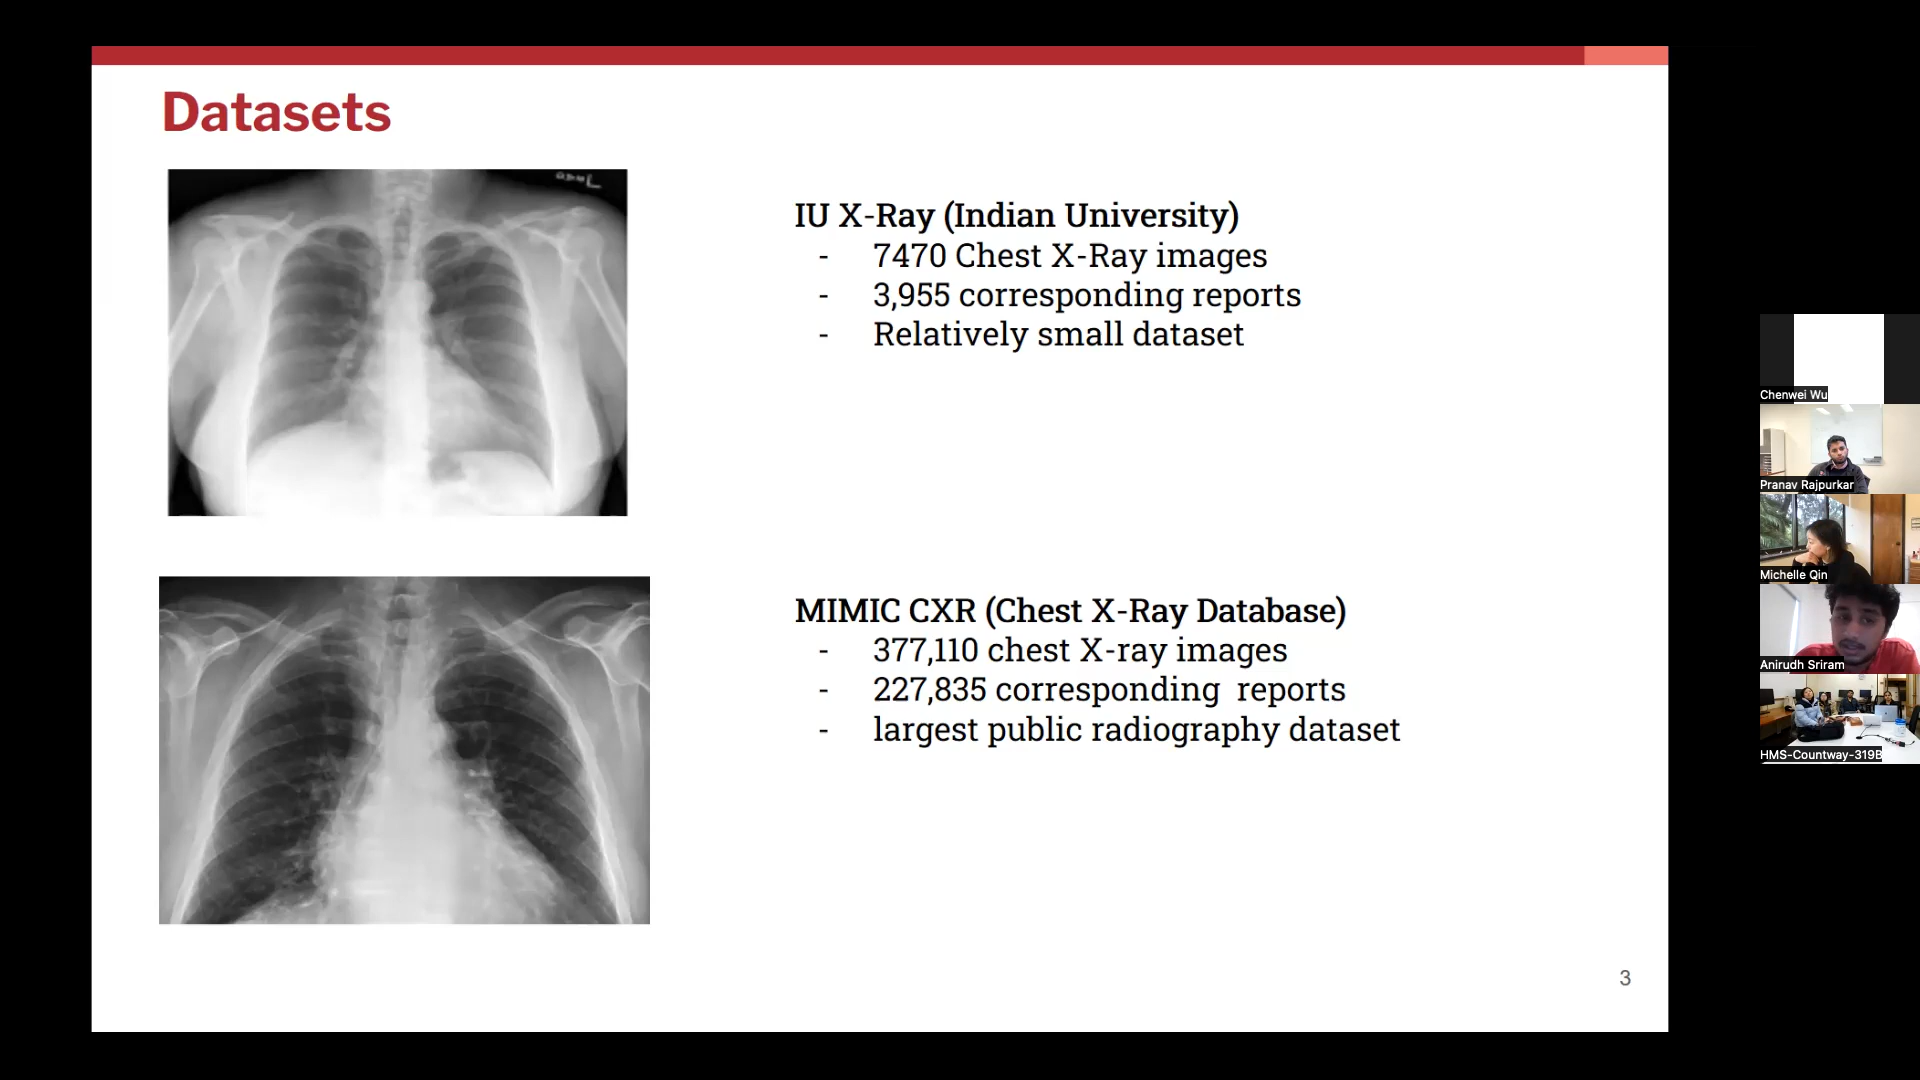 Datasets
IU X-Ray (Indian University)
- 7470 Chest X-Ray images
- 3,955 corresponding reports
- Relatively small dataset
MIMIC CXR (Chest X-Ray Database)
- 377,110 chest X-ray images
- 227,835 corresponding reports
- largest public radiography dataset
3
Chenwei Wu
Pranav Rajpurkar
Michelle Qin
Anirudh Sriram
HMS-Countway-319B